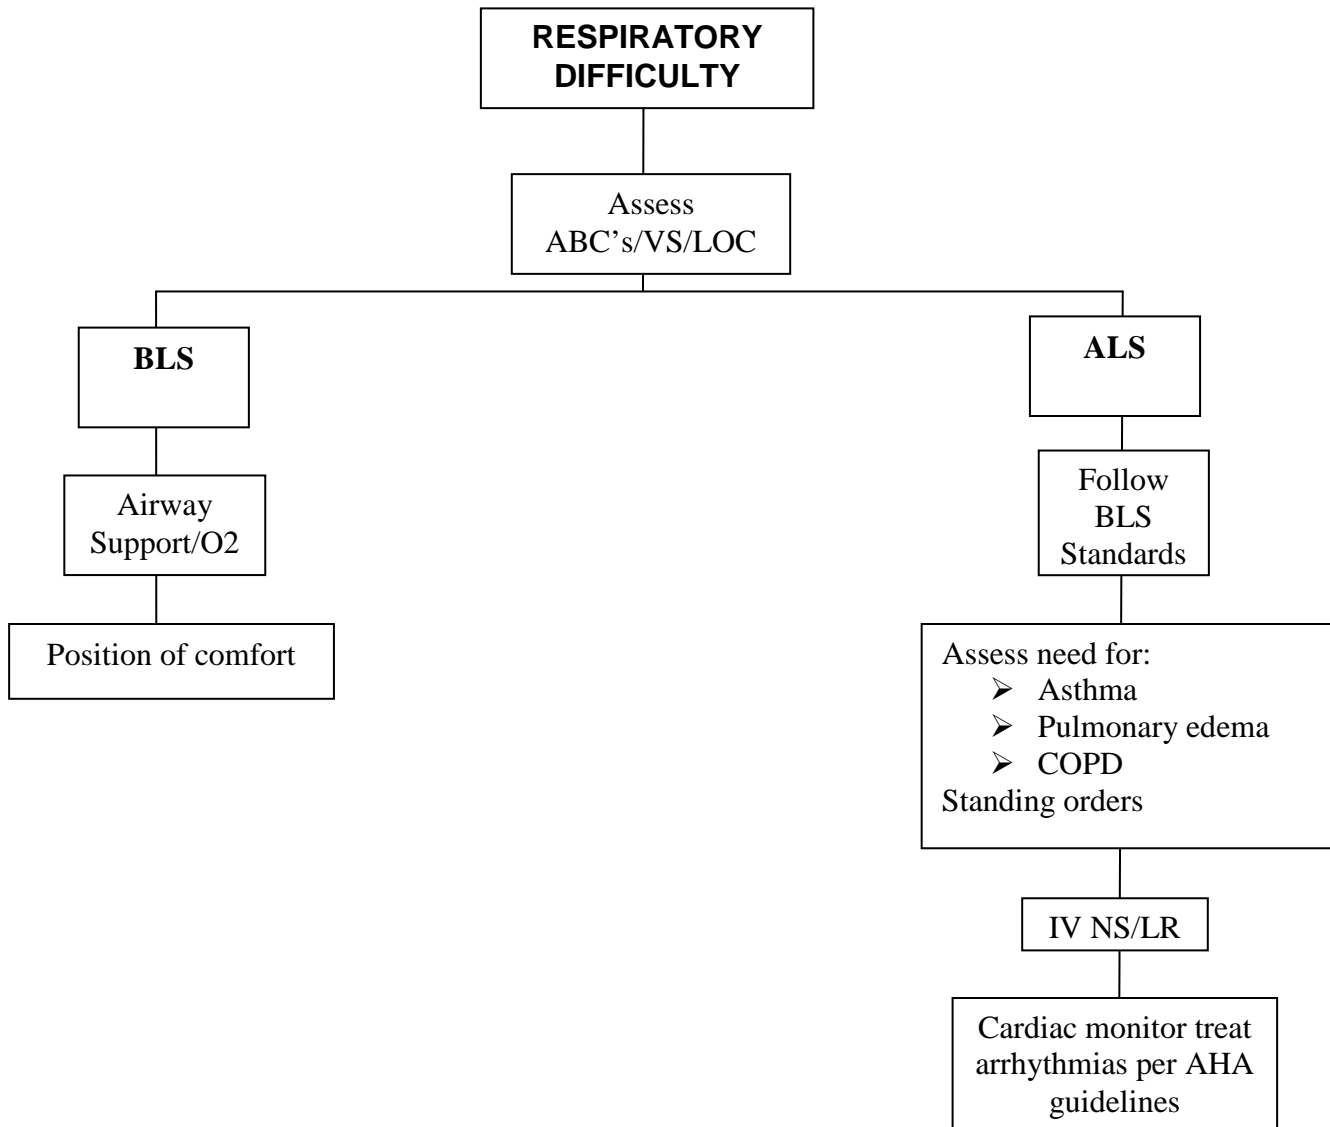 RESPIRATORY
DIFFICULTY
Assess
ABC’s/VS/LOC
BLS
Airway
Support/O2
Position of comfort
ALS
Follow
BLS
Standards
Assess need for:
➢ Asthma
➢ Pulmonary edema
➢ COPD
Standing orders
IV NS/LR
Cardiac monitor treat
arrhythmias per AHA
guidelines